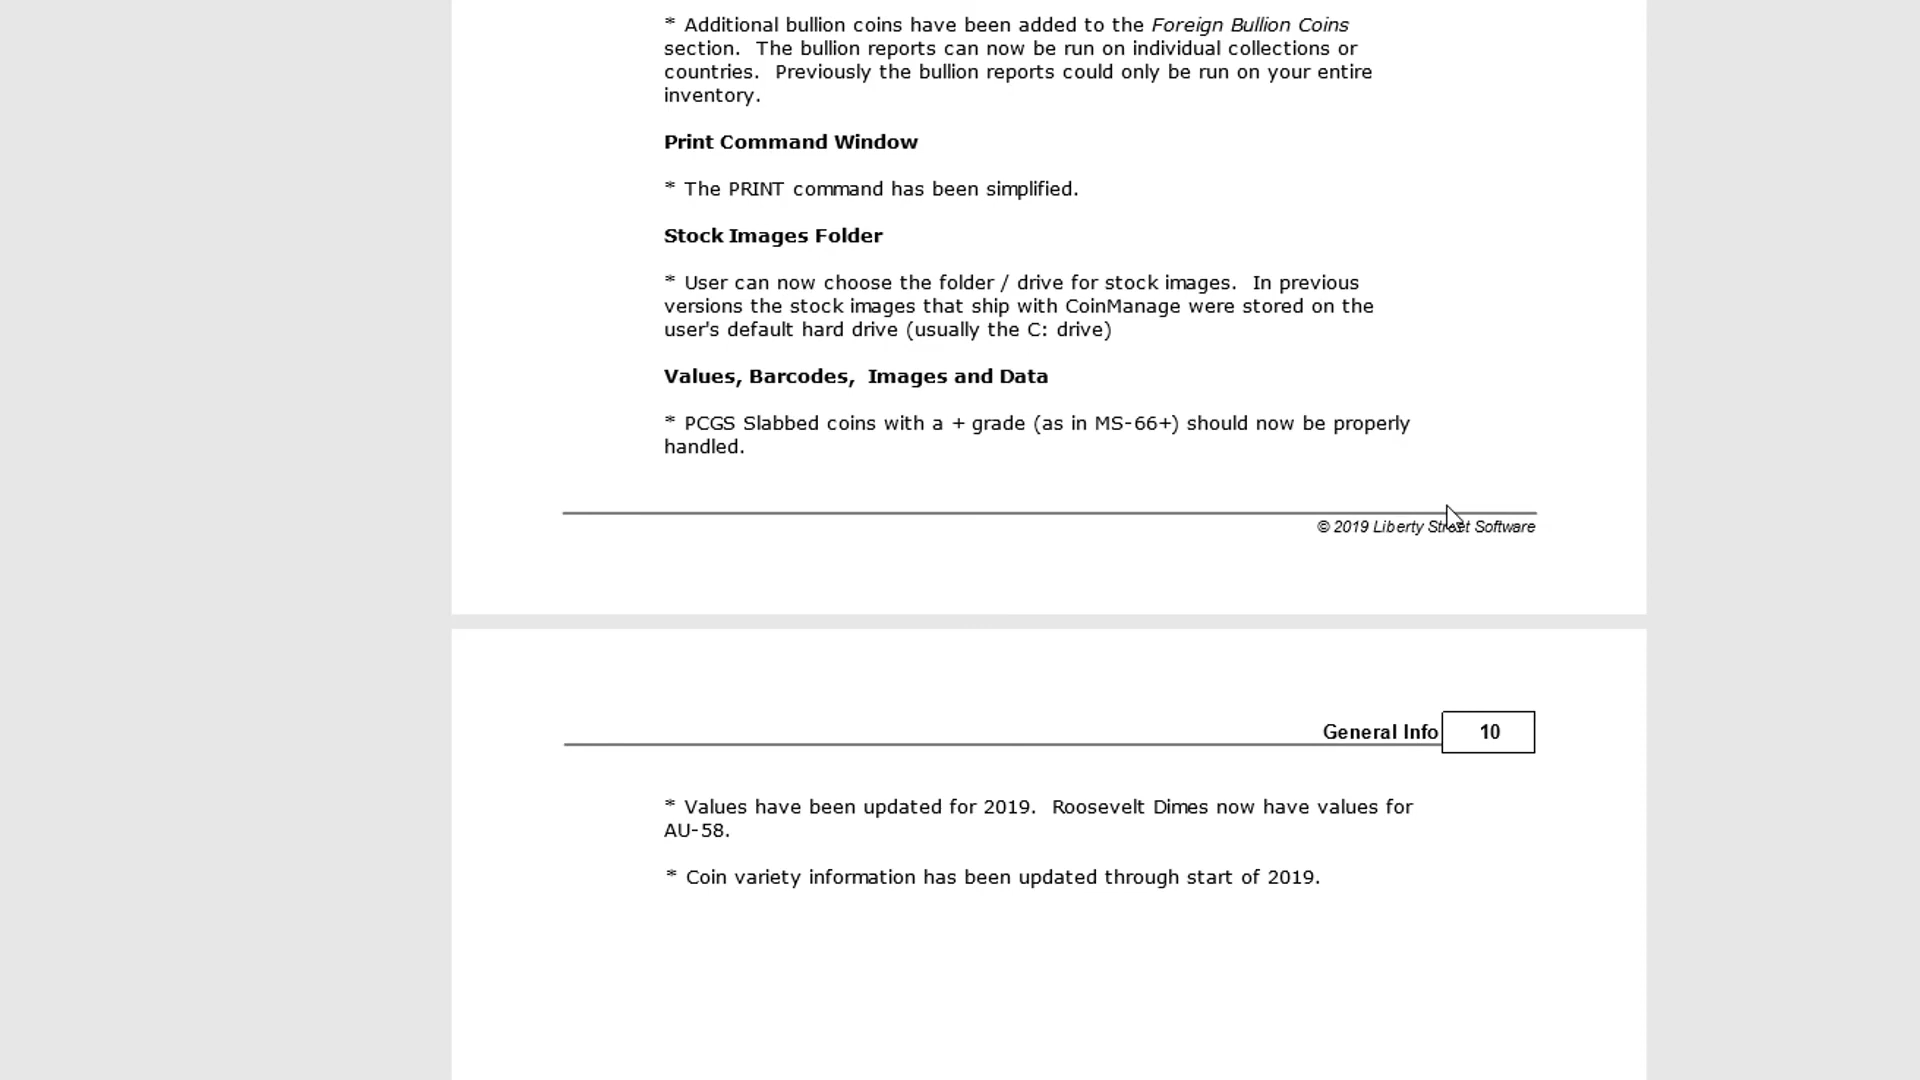 * Additional bullion coins have been added to the Foreign Bullion Coins
section.  The bullion reports can now be run on individual collections or
countries.  Previously the bullion reports could only be run on your entire
inventory.
Print Command Window
* The PRINT command has been simplified.
Stock Images Folder
* User can now choose the folder / drive for stock images.  In previous
versions the stock images that ship with CoinManage were stored on the
user's default hard drive (usually the C: drive)
Values, Barcodes,  Images and Data
* PCGS Slabbed coins with a + grade (as in MS-66+) should now be properly
handled.
© 2019 Liberty Street Software
General Info 10
* Values have been updated for 2019.  Roosevelt Dimes now have values for
AU-58.
* Coin variety information has been updated through start of 2019.